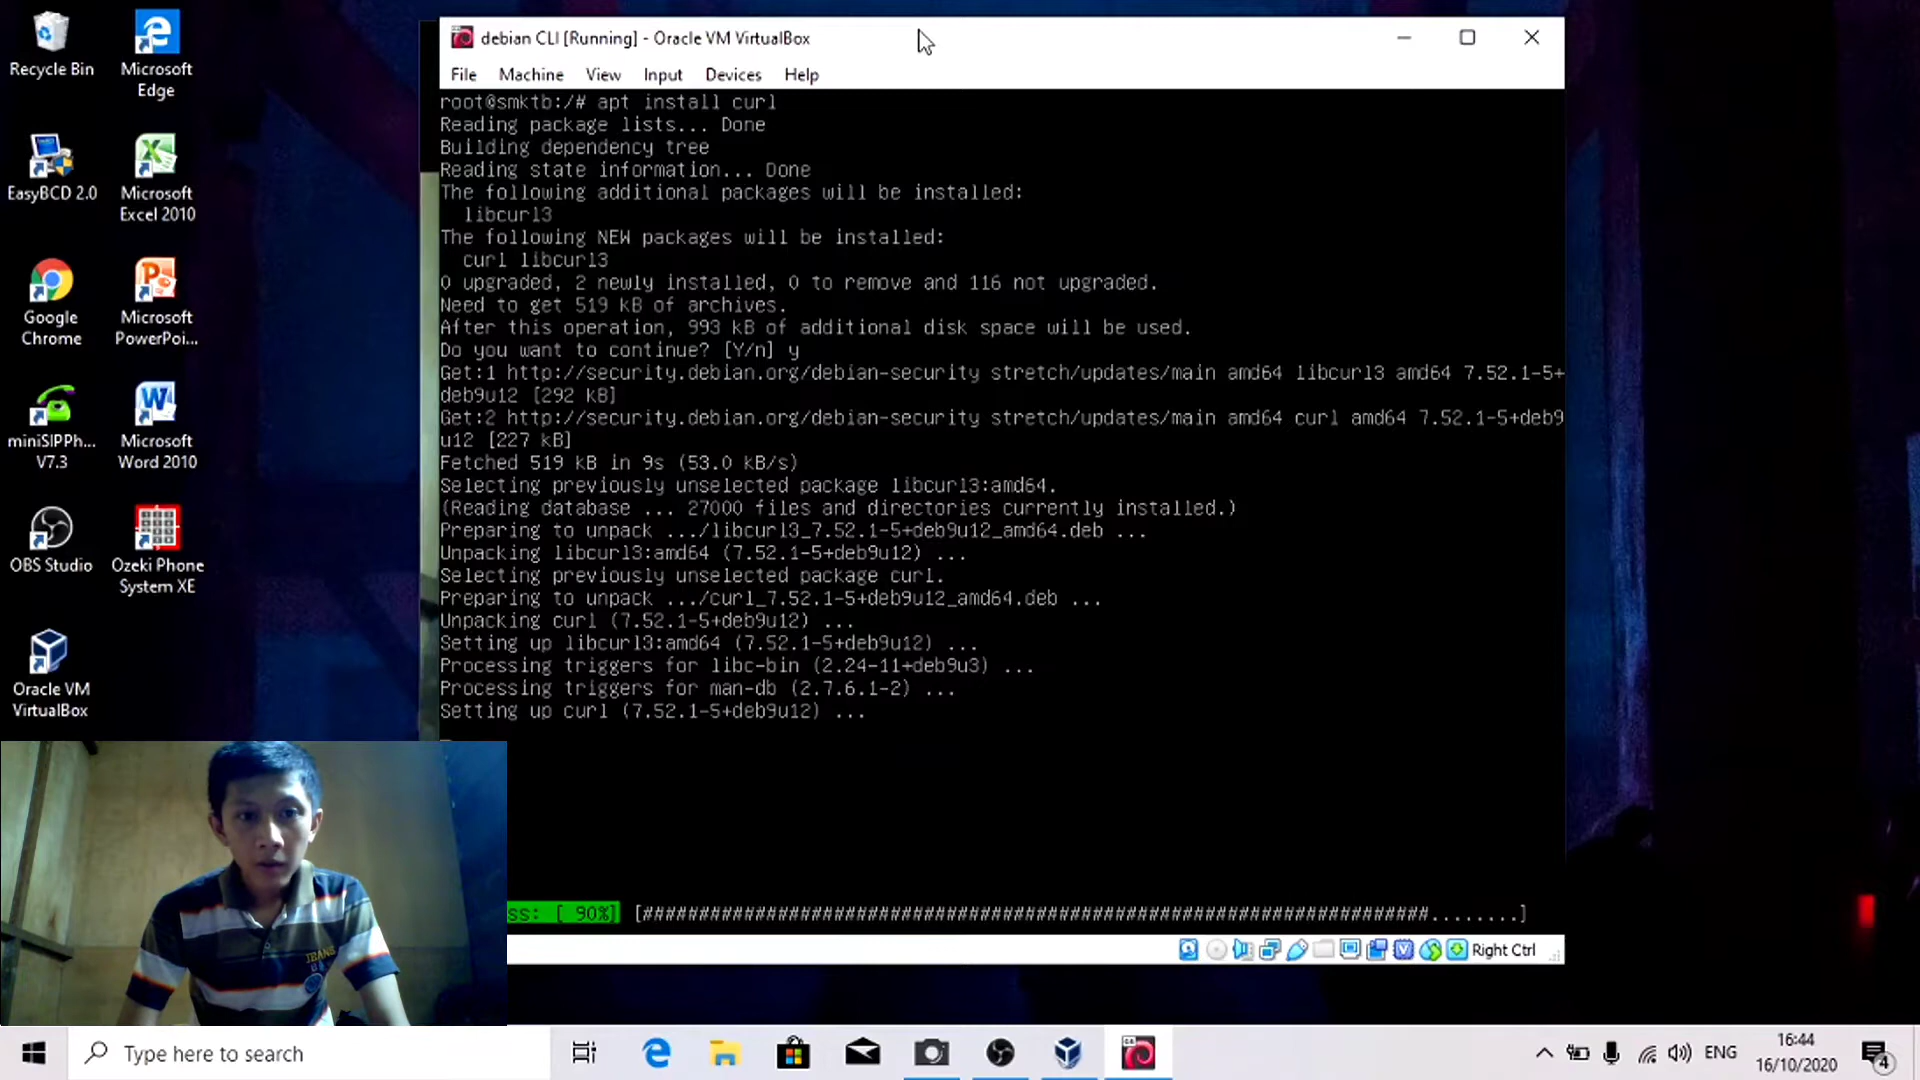 Recycle Bin
Microsoft
Edge
EasyBCD 2.0
Microsoft
Excel 2010
Google
Chrome
Microsoft
PowerPoi...
miniSIPPh...
V7.3
Microsoft
Word 2010
OBS Studio
Ozeki Phone
System XE
Oracle VM
VirtualBox
debian CLI [Running] - Oracle VM VirtualBox
File Machine View Input Devices Help
root@smktb:/# apt install curl
Reading package lists... Done
Building dependency tree
Reading state information... Done
The following additional packages will be installed:
libcurl3
The following NEW packages will be installed:
curl libcurl3
0 upgraded, 2 newly installed, 0 to remove and 116 not upgraded.
Need to get 519 kB of archives.
After this operation, 993 kB of additional disk space will be used.
Do you want to continue? [Y/n] y
Get:1 http://security.debian.org/debian-security stretch/updates/main amd64 libcurl3 amd64 7.52.1-5+
deb9u12 [292 kB]
Get:2 http://security.debian.org/debian-security stretch/updates/main amd64 curl amd64 7.52.1-5+deb9
u12 [227 kB]
Fetched 519 kB in 9s (53.0 kB/s)
Selecting previously unselected package libcurl3:amd64.
(Reading database ... 27000 files and directories currently installed.)
Preparing to unpack .../libcurl3_7.52.1-5+deb9u12_amd64.deb ...
Unpacking libcurl3:amd64 (7.52.1-5+deb9u12) ...
Selecting previously unselected package curl.
Preparing to unpack .../curl_7.52.1-5+deb9u12_amd64.deb ...
Unpacking curl (7.52.1-5+deb9u12) ...
Setting up libcurl3:amd64 (7.52.1-5+deb9u12) ...
Processing triggers for libc-bin (2.24-11+deb9u3) ...
Processing triggers for man-db (2.7.6.1-2) ...
Setting up curl (7.52.1-5+deb9u12) ...
ss: [ 90%] [######################################################################........]
Right Ctrl
JEANS
Type here to search
ENG
16:44
16/10/2020
4